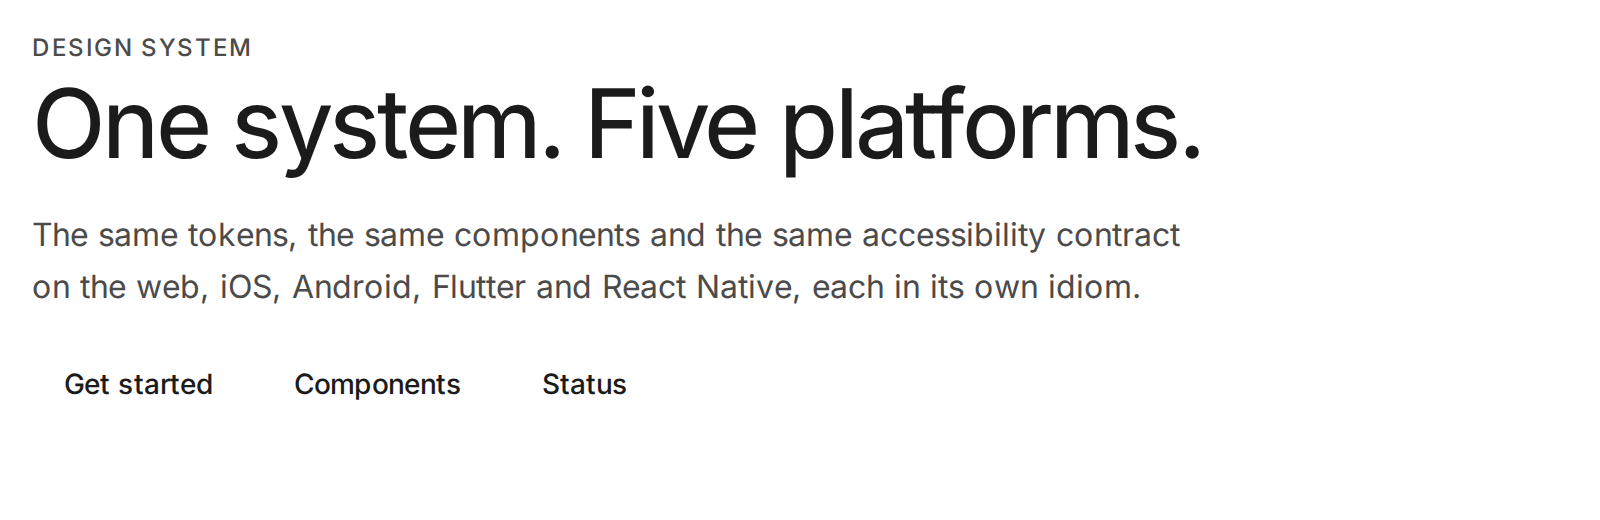 DESIGN SYSTEM
One system. Five platforms.
The same tokens, the same components and the same accessibility contract
on the web, iOS, Android, Flutter and React Native, each in its own idiom.
Get started Components Status